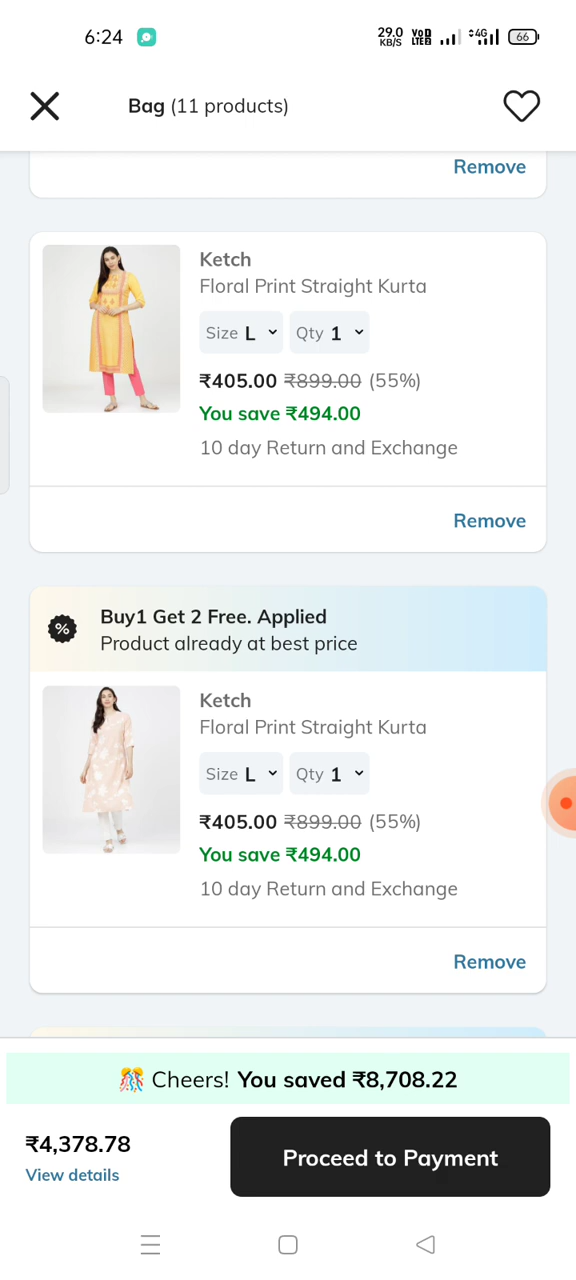 6:24
29.0 KB/S
VoD LTE2
4G
66
Bag (11 products)
Remove
Ketch
Floral Print Straight Kurta
Size L Qty 1
₹405.00 ₹899.00 (55%)
You save ₹494.00
10 day Return and Exchange
Remove
%
Buy1 Get 2 Free. Applied
Product already at best price
Ketch
Floral Print Straight Kurta
Size L Qty 1
₹405.00 ₹899.00 (55%)
You save ₹494.00
10 day Return and Exchange
Remove
Cheers! You saved ₹8,708.22
₹4,378.78
View details
Proceed to Payment